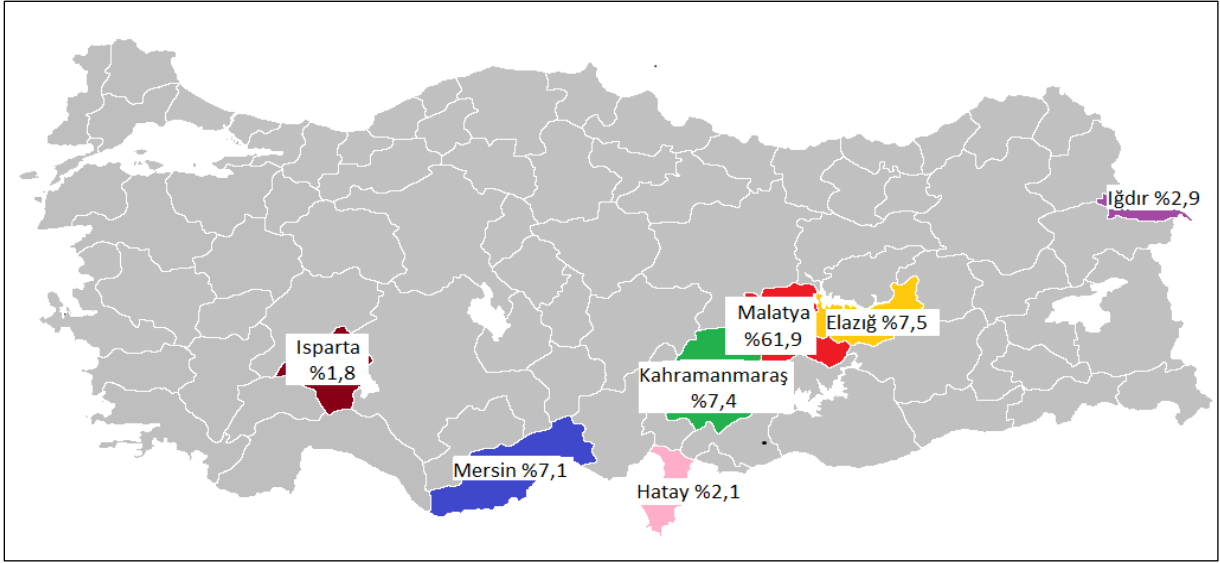 Iğdır %2,9
Malatya
%61,9
Elazığ %7,5
Isparta
%1,8
Kahramanmaraş
%7,4
Mersin %7,1
Hatay %2,1